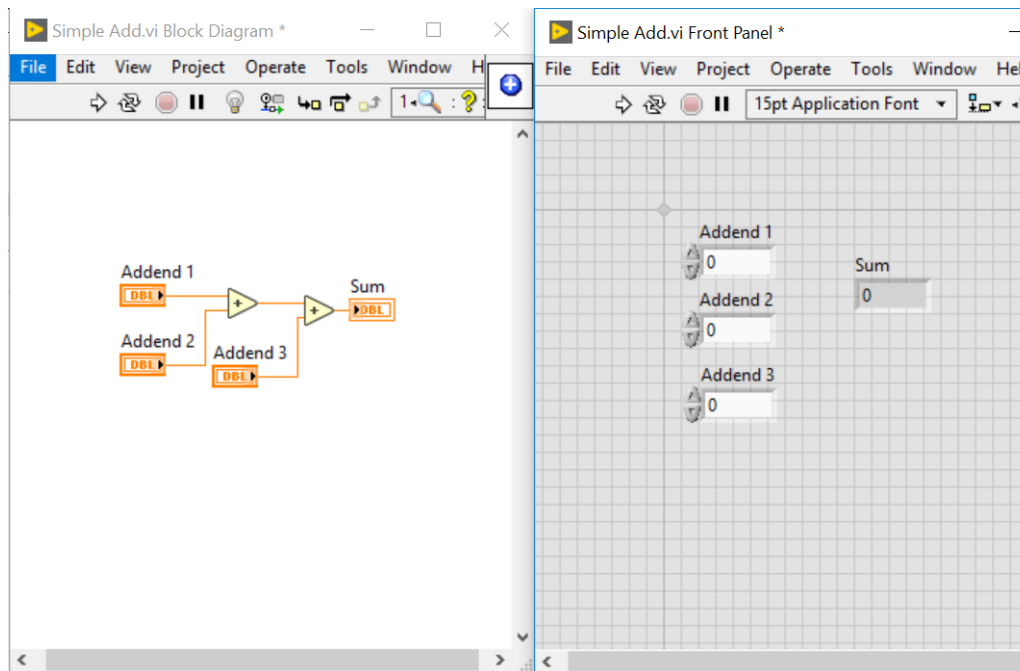 Simple Add.vi Block Diagram *
File Edit View Project Operate Tools Window H
1
Addend 1
DBL
Sum
DBL
Addend 2
DBL
Addend 3
DBL
Simple Add.vi Front Panel *
File Edit View Project Operate Tools Window Hel
15pt Application Font
Addend 1
0
Sum
0
Addend 2
0
Addend 3
0